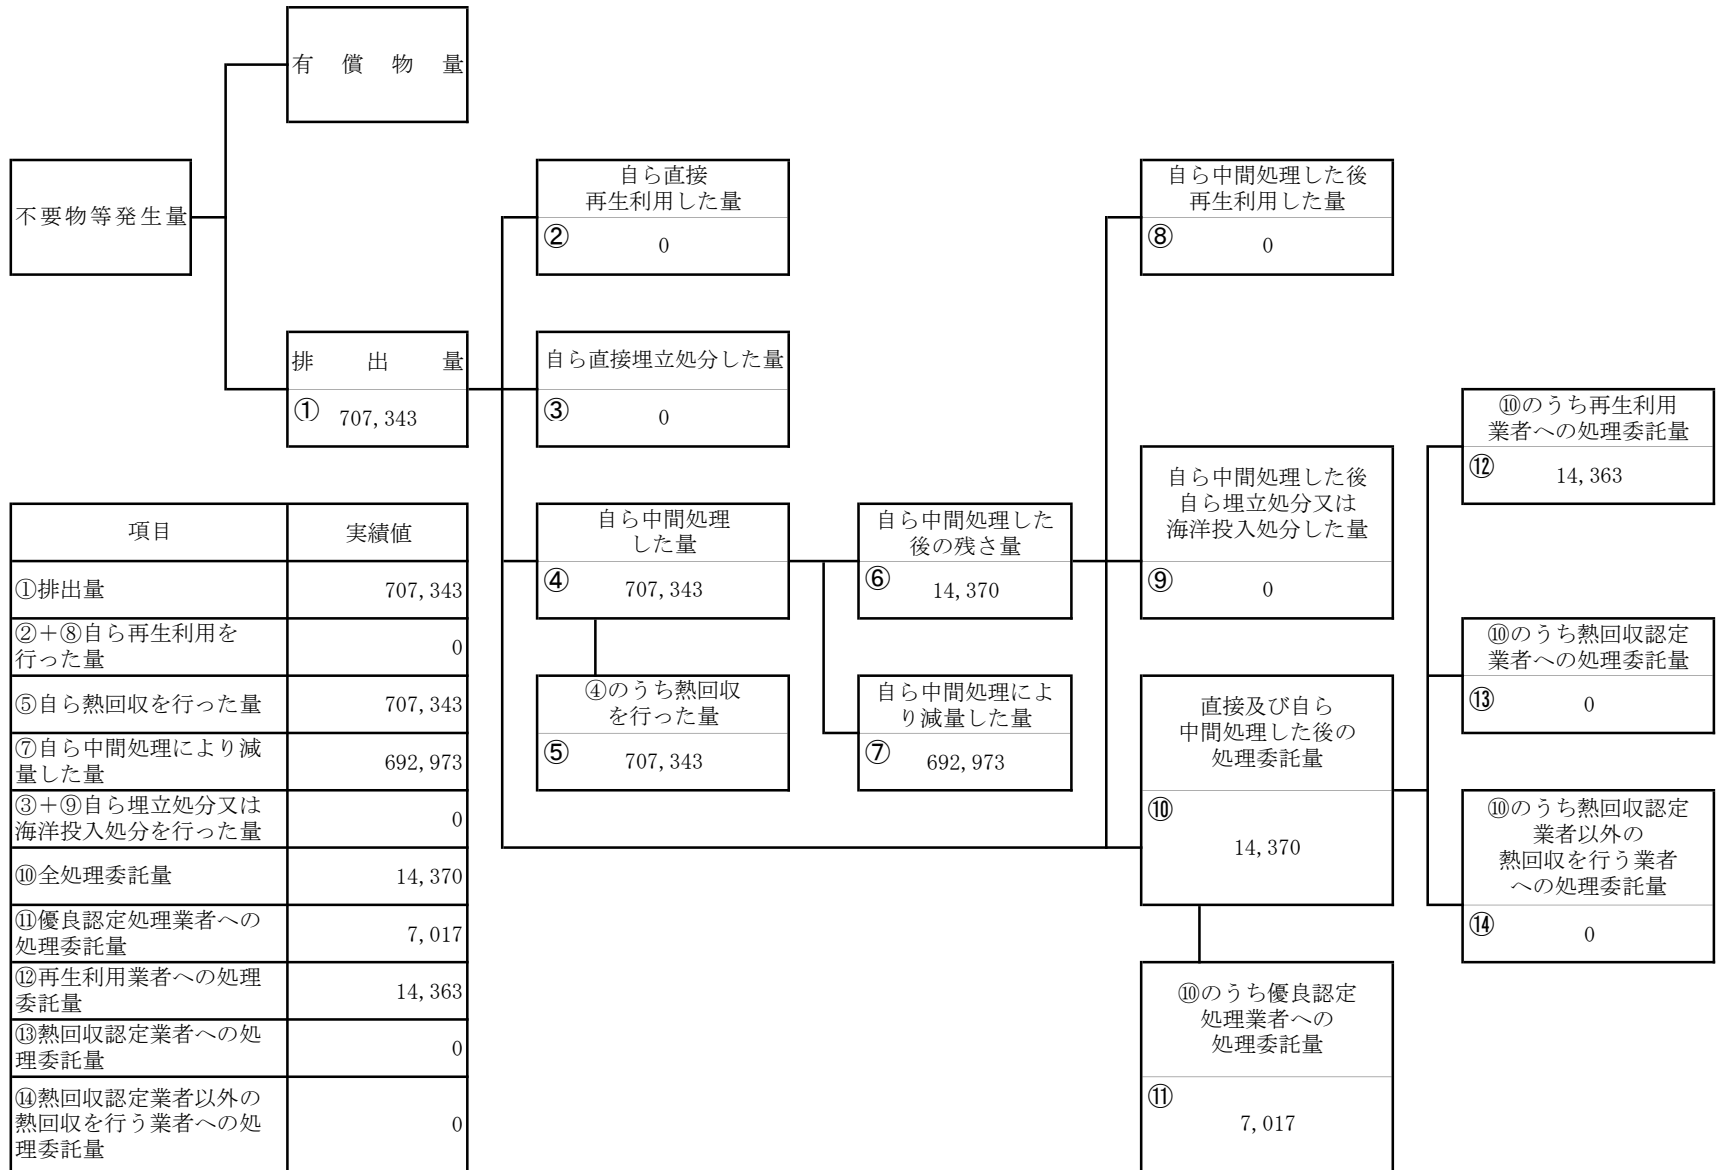 有償物量
不要物等発生量
排出量
① 707,343
自ら直接
再生利用した量
② 0
自ら直接埋立処分した量
③ 0
自ら中間処理
した量
④ 707,343
④のうち熱回収
を行った量
⑤ 707,343
自ら中間処理した
後の残さ量
⑥ 14,370
自ら中間処理によ
り減量した量
⑦ 692,973
自ら中間処理した後
再生利用した量
⑧ 0
自ら中間処理した後
自ら埋立処分又は
海洋投入処分した量
⑨ 0
直接及び自ら
中間処理した後の
処理委託量
⑩
14,370
⑩のうち優良認定
処理業者への
処理委託量
⑪
7,017
⑩のうち再生利用
業者への処理委託量
⑫ 14,363
⑩のうち熱回収認定
業者への処理委託量
⑬ 0
⑩のうち熱回収認定
業者以外の
熱回収を行う業者
への処理委託量
⑭ 0
項目 実績値
①排出量 707,343
②+⑧自ら再生利用を
行った量 0
⑤自ら熱回収を行った量 707,343
⑦自ら中間処理により減
量した量 692,973
③+⑨自ら埋立処分又は
海洋投入処分を行った量 0
⑩全処理委託量 14,370
⑪優良認定処理業者への
処理委託量 7,017
⑫再生利用業者への処理
委託量 14,363
⑬熱回収認定業者への処
理委託量 0
⑭熱回収認定業者以外の
熱回収を行う業者への処
理委託量 0